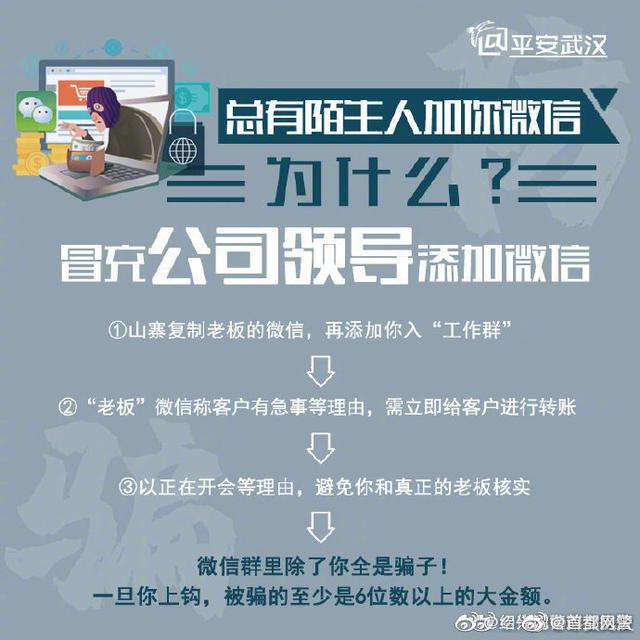 @平安武汉
总有陌生人加你微信
为什么？
冒充公司领导添加微信
①山寨复制老板的微信，再添加你入“工作群”
②“老板”微信称客户有急事等理由，需立即给客户进行转账
③以正在开会等理由，避免你和真正的老板核实
微信群里除了你全是骗子！
一旦你上钩，被骗的至少是6位数以上的大金额。
骗
@首都网警